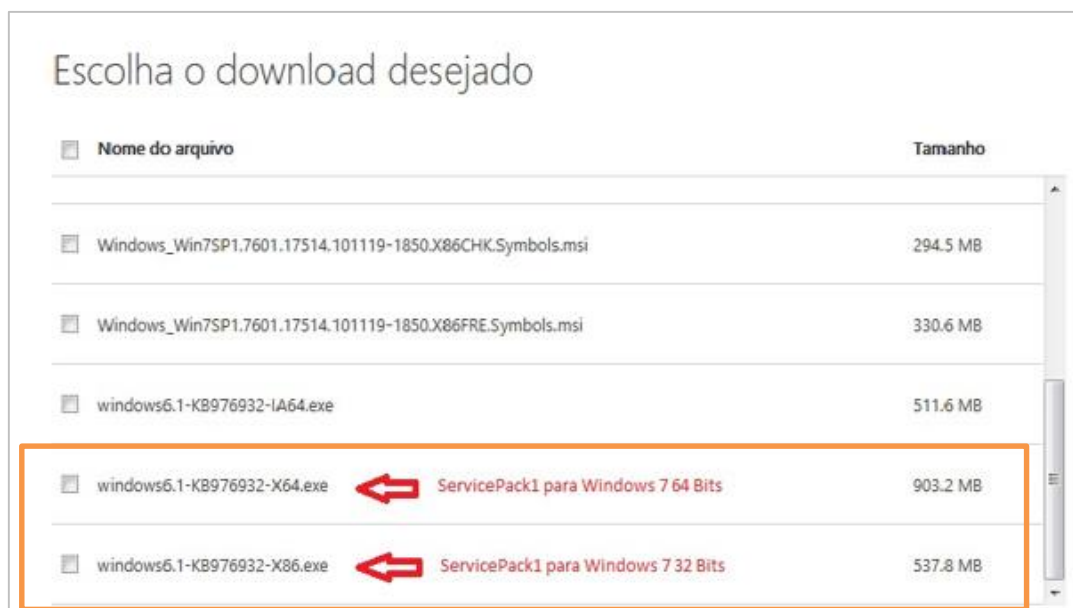 Escolha o download desejado
Nome do arquivo Tamanho
Windows_Win7SP1.7601.17514.101119-1850.X86CHK.Symbols.msi 294.5 MB
Windows_Win7SP1.7601.17514.101119-1850.X86FRE.Symbols.msi 330.6 MB
windows6.1-KB976932-IA64.exe 511.6 MB
windows6.1-KB976932-X64.exe ServicePack1 para Windows 7 64 Bits 903.2 MB
windows6.1-KB976932-X86.exe ServicePack1 para Windows 7 32 Bits 537.8 MB